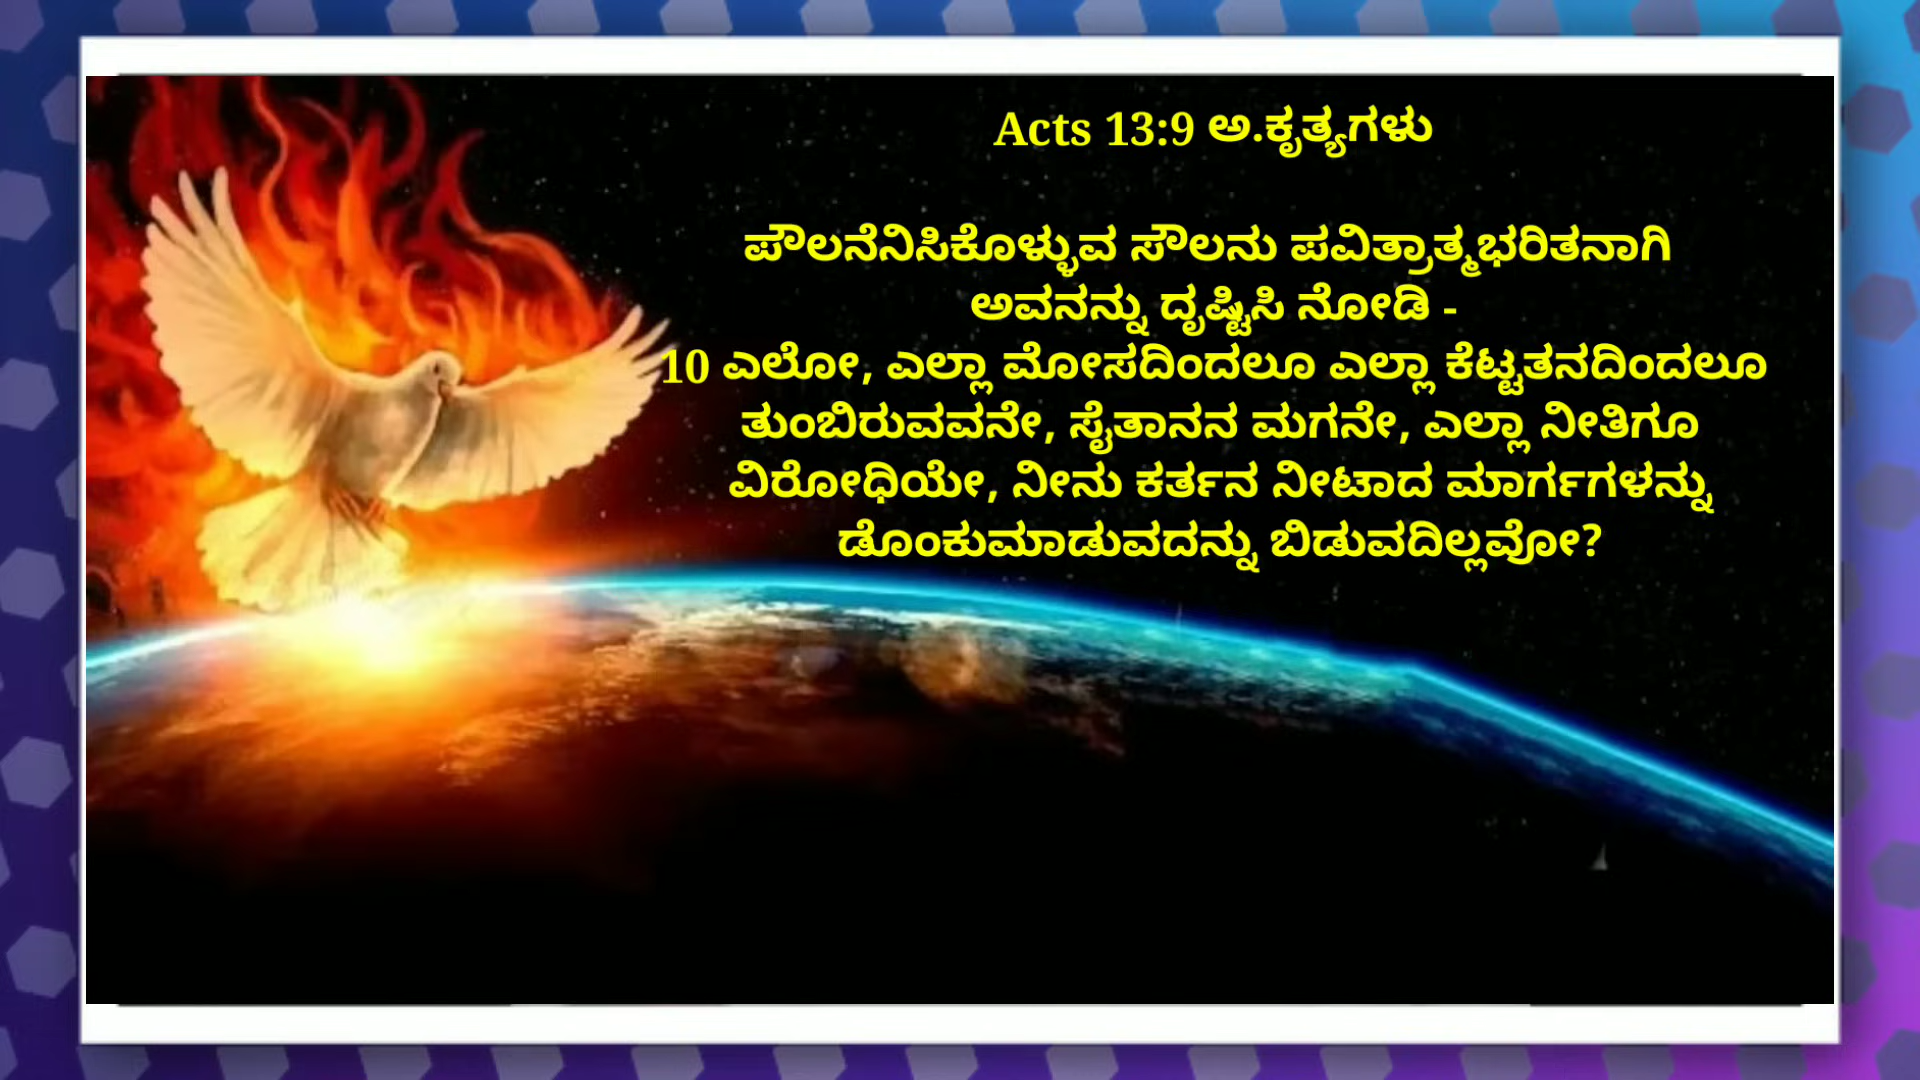 Acts 13:9 ಅ.ಕೃತ್ಯಗಳು
ಪೌಲನೆನಿಸಿಕೊಳ್ಳುವ ಸೌಲನು ಪವಿತ್ರಾತ್ಮಭರಿತನಾಗಿ
ಅವನನ್ನು ದೃಷ್ಟಿಸಿ ನೋಡಿ -
10 ಎಲೋ, ಎಲ್ಲಾ ಮೋಸದಿಂದಲೂ ಎಲ್ಲಾ ಕೆಟ್ಟತನದಿಂದಲೂ
ತುಂಬಿರುವವನೇ, ಸೈತಾನನ ಮಗನೇ, ಎಲ್ಲಾ ನೀತಿಗೂ
ವಿರೋಧಿಯೇ, ನೀನು ಕರ್ತನ ನೀಟಾದ ಮಾರ್ಗಗಳನ್ನು
ಡೊಂಕುಮಾಡುವದನ್ನು ಬಿಡುವದಿಲ್ಲವೋ?